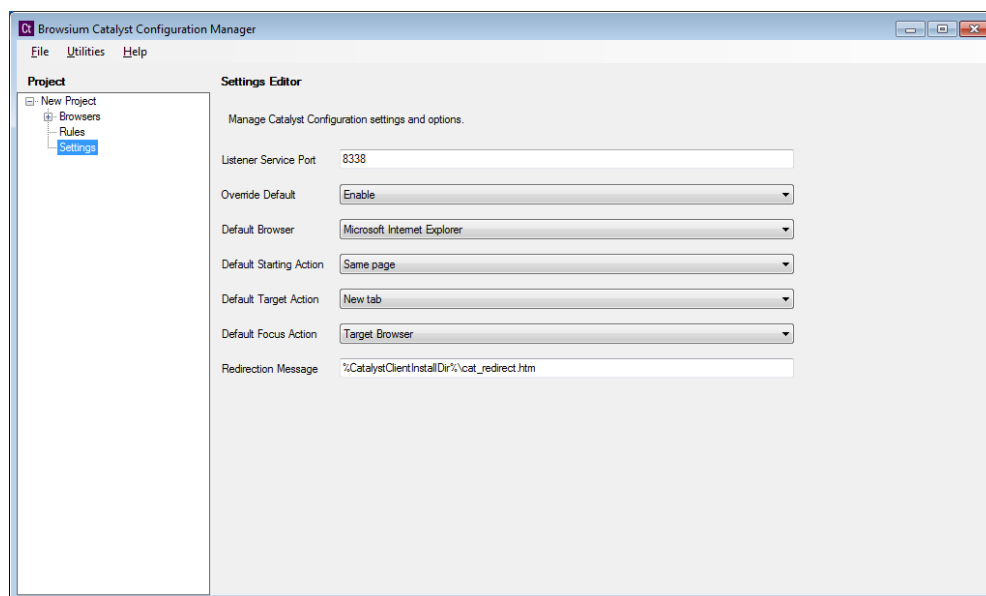 Ct Browsium Catalyst Configuration Manager
File Utilities Help
Project
New Project
Browsers
Rules
Settings
Settings Editor
Manage Catalyst Configuration settings and options.
Listener Service Port 8338
Override Default Enable
Default Browser Microsoft Internet Explorer
Default Starting Action Same page
Default Target Action New tab
Default Focus Action Target Browser
Redirection Message %CatalystClientInstallDir%\cat_redirect.htm